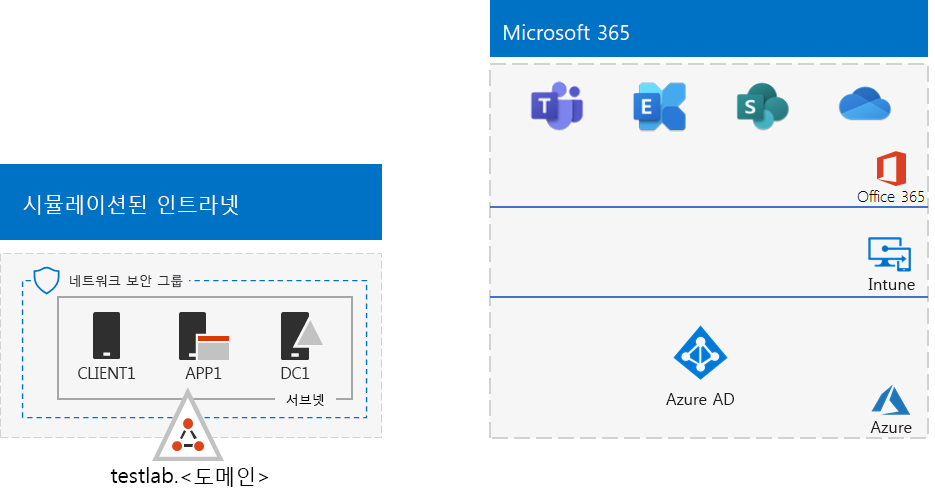 Microsoft 365
T
E
S
Office 365
시뮬레이션된 인트라넷
네트워크 보안 그룹
Intune
CLIENT1
APP1
DC1
서브넷
Azure AD
Azure
testlab.<도메인>